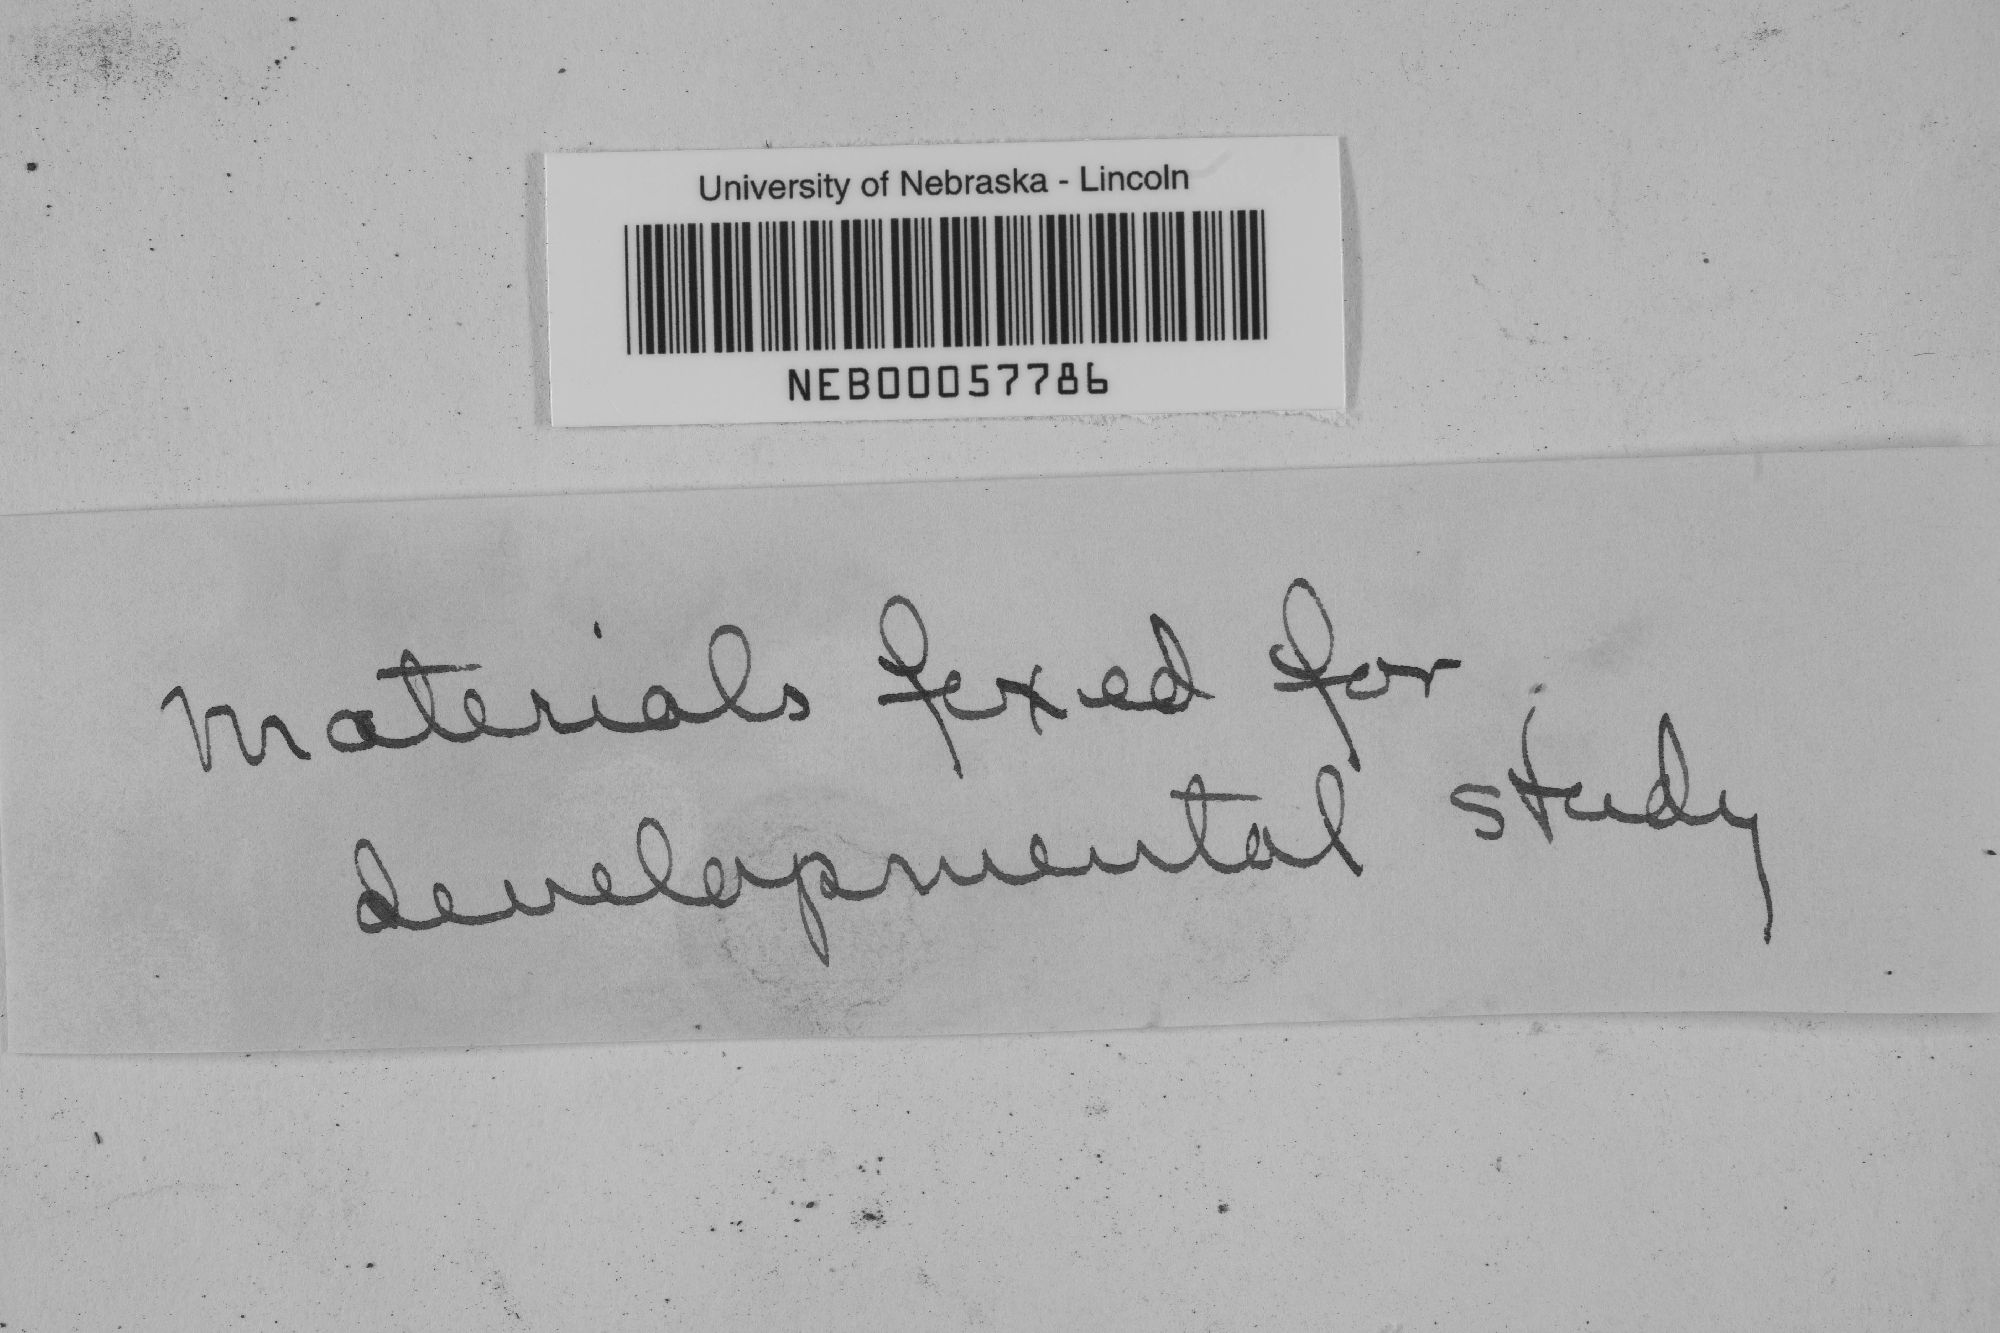 University of Nebraska - Lincoln
NEB00057786
Materials fixed for
developmental study